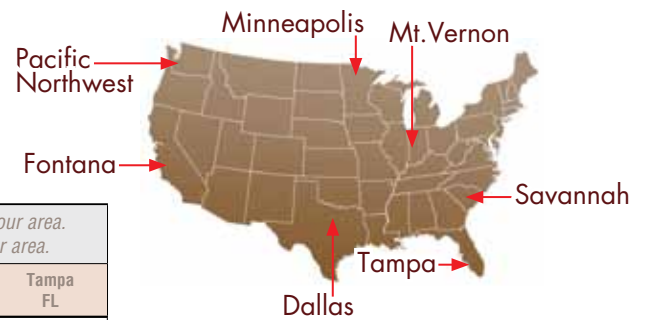 Minneapolis
Mt.Vernon
Pacific
Northwest
Fontana
Savannah
our area.
r area.
Tampa
FL
Tampa
Dallas